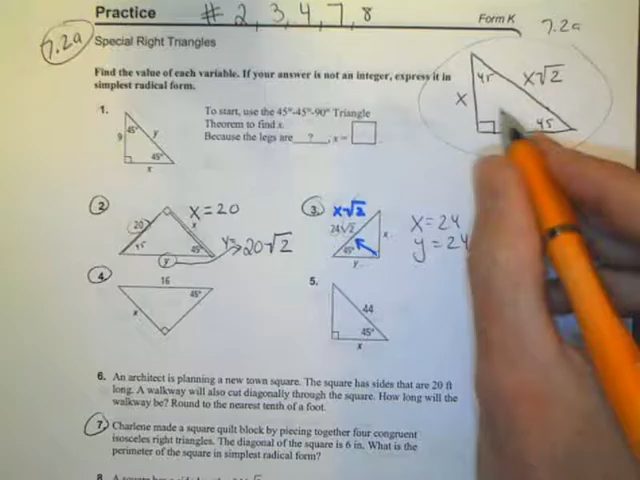 Practice # 2, 3, 4, 7, 8 Form K 7.2a
7.2a
Special Right Triangles
Find the value of each variable. If your answer is not an integer, express it in
simplest radical form.
45 x√2
x
45
1. To start, use the 45°-45°-90° Triangle
Theorem to find x.
Because the legs are ? , x =
45°
9 y
45°
x
2. x = 20
20 x
45 45° y= 20√2
y
3. x√2
24√2 x x = 24
45° y = 24
y
4. 16
45°
x
5. 44
45°
x
6. An architect is planning a new town square. The square has sides that are 20 ft
long. A walkway will also cut diagonally through the square. How long will the
walkway be? Round to the nearest tenth of a foot.
7. Charlene made a square quilt block by piecing together four congruent
isosceles right triangles. The diagonal of the square is 6 in. What is the
perimeter of the square in simplest radical form?
8. A square